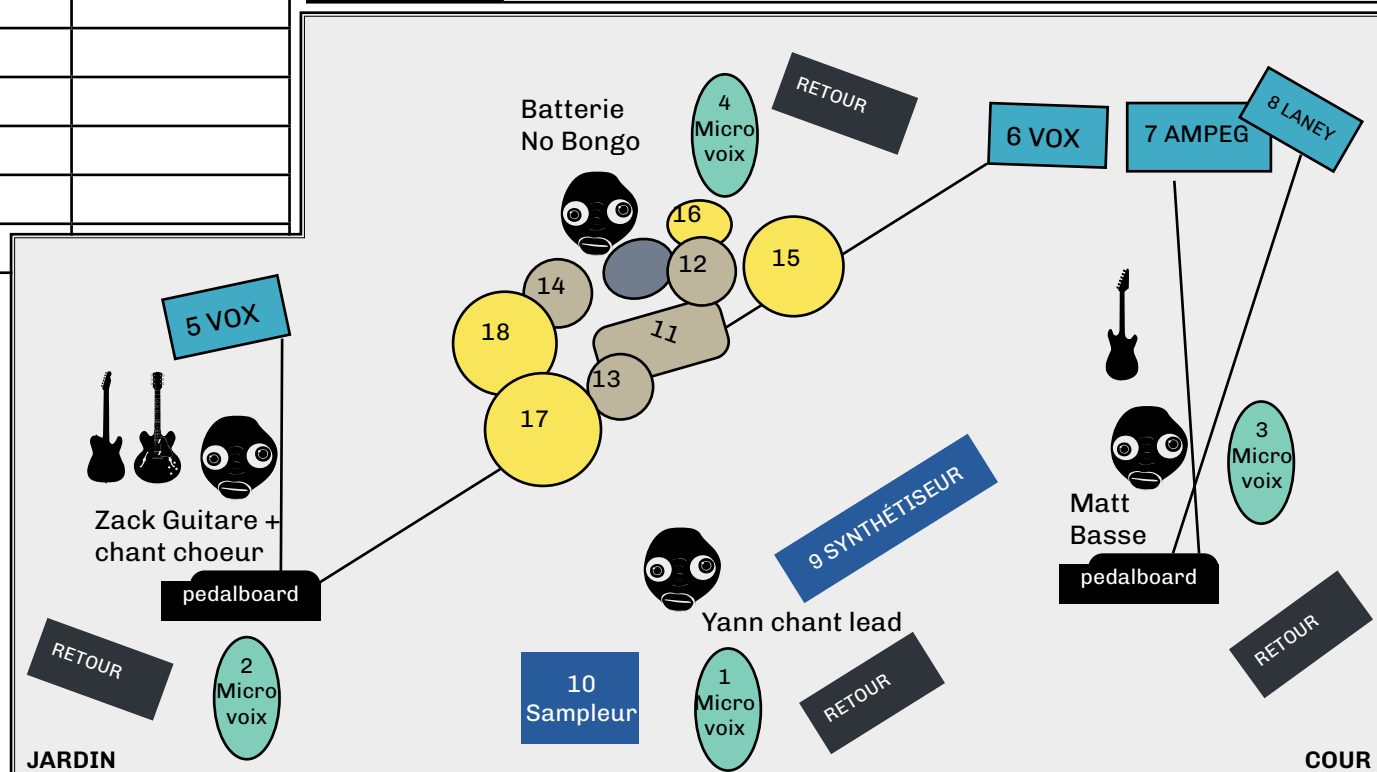 RETOUR
4
Micro
voix
Batterie
No Bongo
8 LANEY
6 VOX
7 AMPEG
16
12
15
14
18
11
13
17
5 VOX
3
Micro
voix
Matt
Basse
9 SYNTHÉTISEUR
Zack Guitare +
chant choeur
pedalboard
pedalboard
Yann chant lead
RETOUR
RETOUR
RETOUR
2
Micro
voix
10
Sampleur
1
Micro
voix
JARDIN
COUR